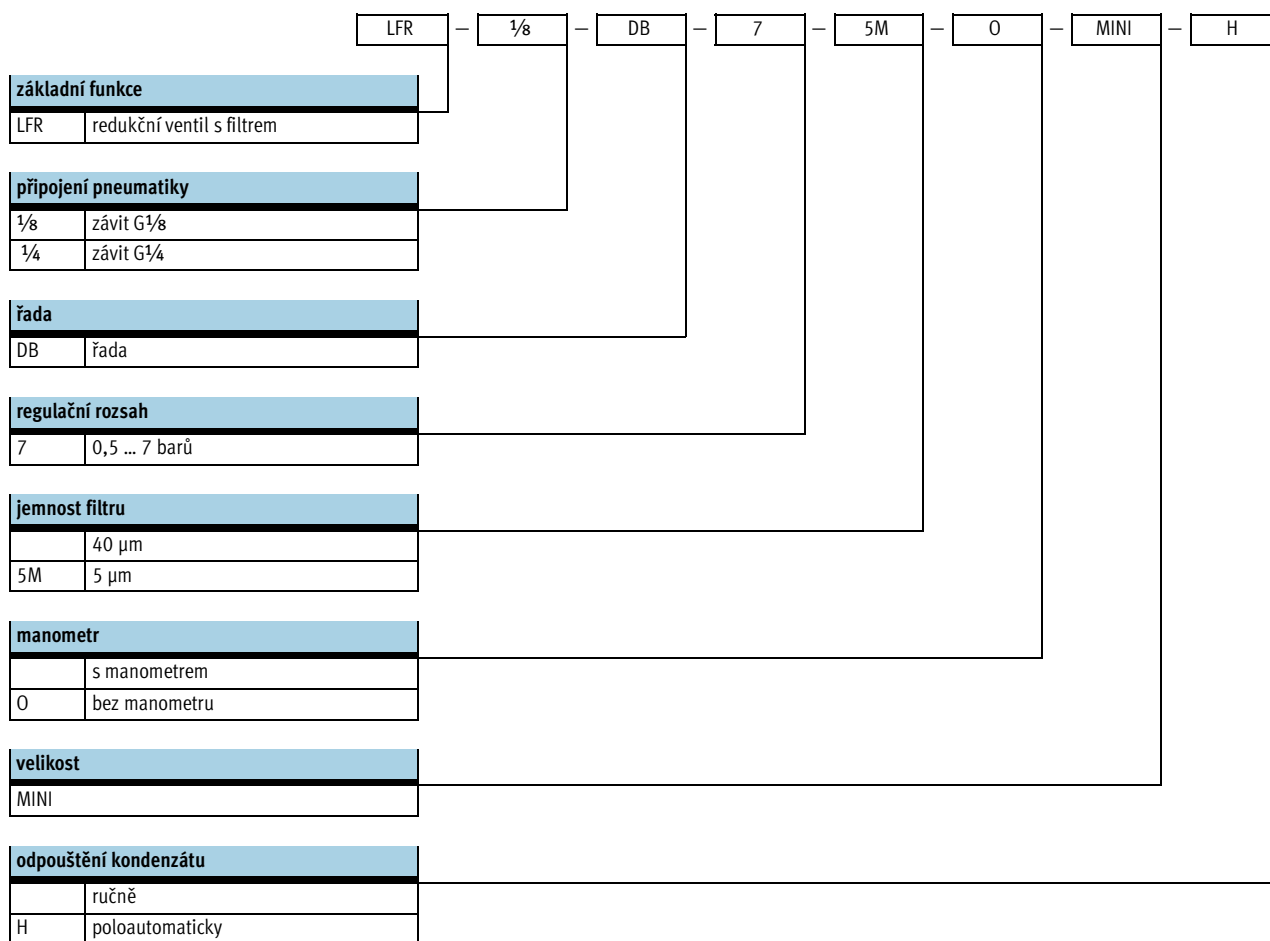 LFR – ⅛ – DB – 7 – 5M – O – MINI – H
základní funkce
LFR redukční ventil s filtrem
připojení pneumatiky
⅛ závit G⅛
¼ závit G¼
řada
DB řada
regulační rozsah
7 0,5 ... 7 barů
jemnost filtru
40 µm
5M 5 µm
manometr
s manometrem
O bez manometru
velikost
MINI
odpouštění kondenzátu
ručně
H poloautomaticky